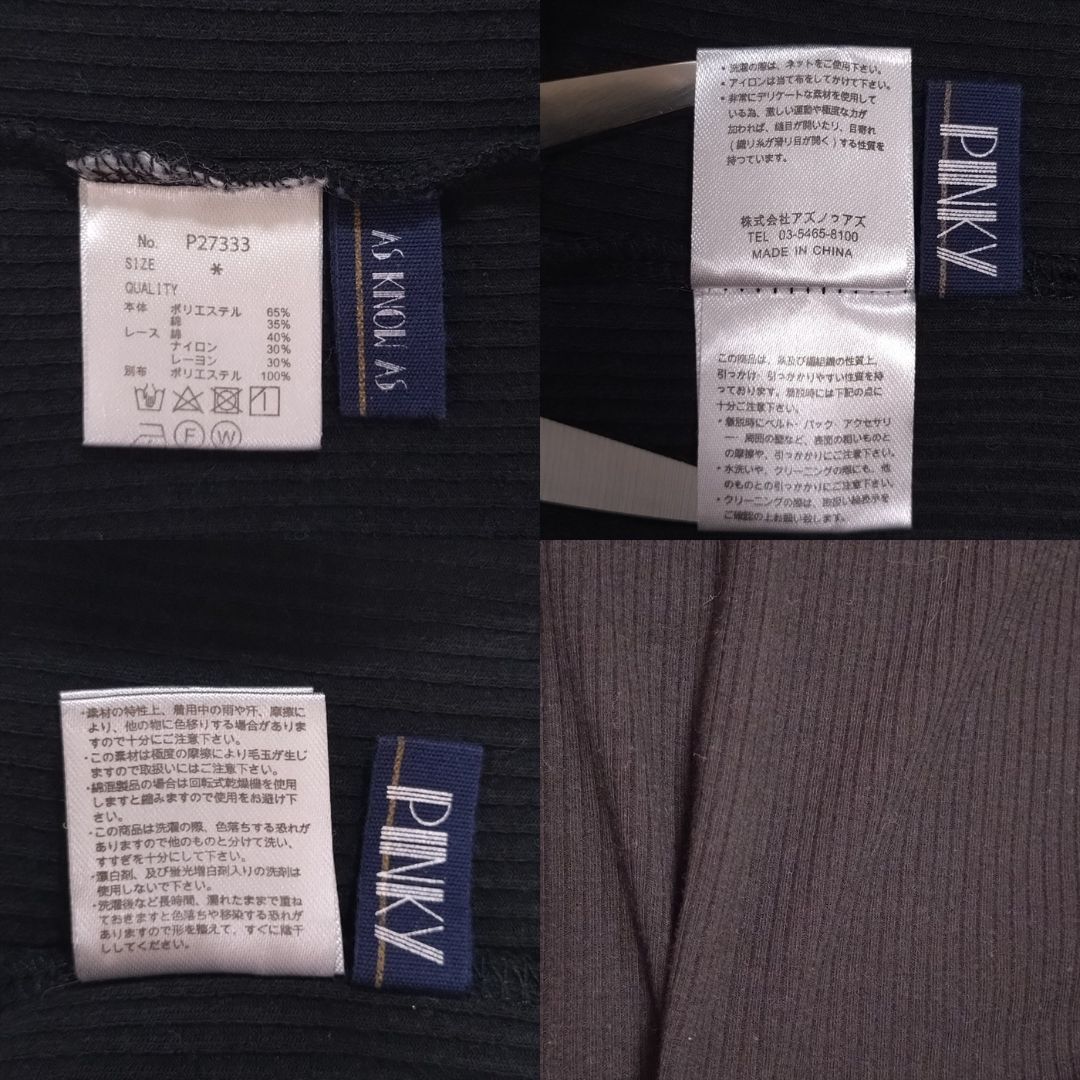 No. P27333
SIZE *
QUALITY
本体 ポリエステル 65%
綿 35%
レース 綿 40%
ナイロン 30%
レーヨン 30%
別布 ポリエステル 100%
F W
AS KNOW AS
・洗濯の際は、ネットをご使用下さい。
・アイロンは当て布をしてかけて下さい。
・非常にデリケートな素材を使用して
いる為、激しい運動や極度な力が
加われば、縫目が開いたり、目寄れ
(織り糸が滑り目が開く)する性質を
持つています。
株式会社アズノゥアズ
TEL 03-5465-8100
MADE IN CHINA
この商品は、糸及び編組織の性質上、
引っかけ、引っかかりやすい性質を持
っております。着脱時には下記の点に
十分ご注意下さい。
・着脱時にベルト・バック・アクセサリ
ー・周囲の壁など、表面の粗いものと
の摩擦や、引っかかりにご注意下さい。
・水洗いや、クリーニングの際にも、他
のものとの引っかかりにご注意下さい。
・クリーニングの際は、取扱い絵表示を
ご確認の上お願い致します。
PINKY
・素材の特性上、着用中の雨や汗、摩擦に
より、他の物に色移りする場合がありま
すので十分にご注意下さい。
・この素材は極度の摩擦により毛玉が生じ
ますので取扱いにはご注意下さい。
・綿混製品の場合は回転式乾燥機を使用
しますと縮みますので使用をお避け下
さい。
・この商品は洗濯の際、色落ちする恐れが
ありますので他のものと分けて洗い、
すすぎを十分にして下さい。
・漂白剤、及び蛍光増白剤入りの洗剤は
使用しないで下さい。
・洗濯後など長時間、濡れたままで重ね
ておきますと色落ちや移染する恐れが
ありますので形を整えて、すぐに陰干
ししてください。
PINKY